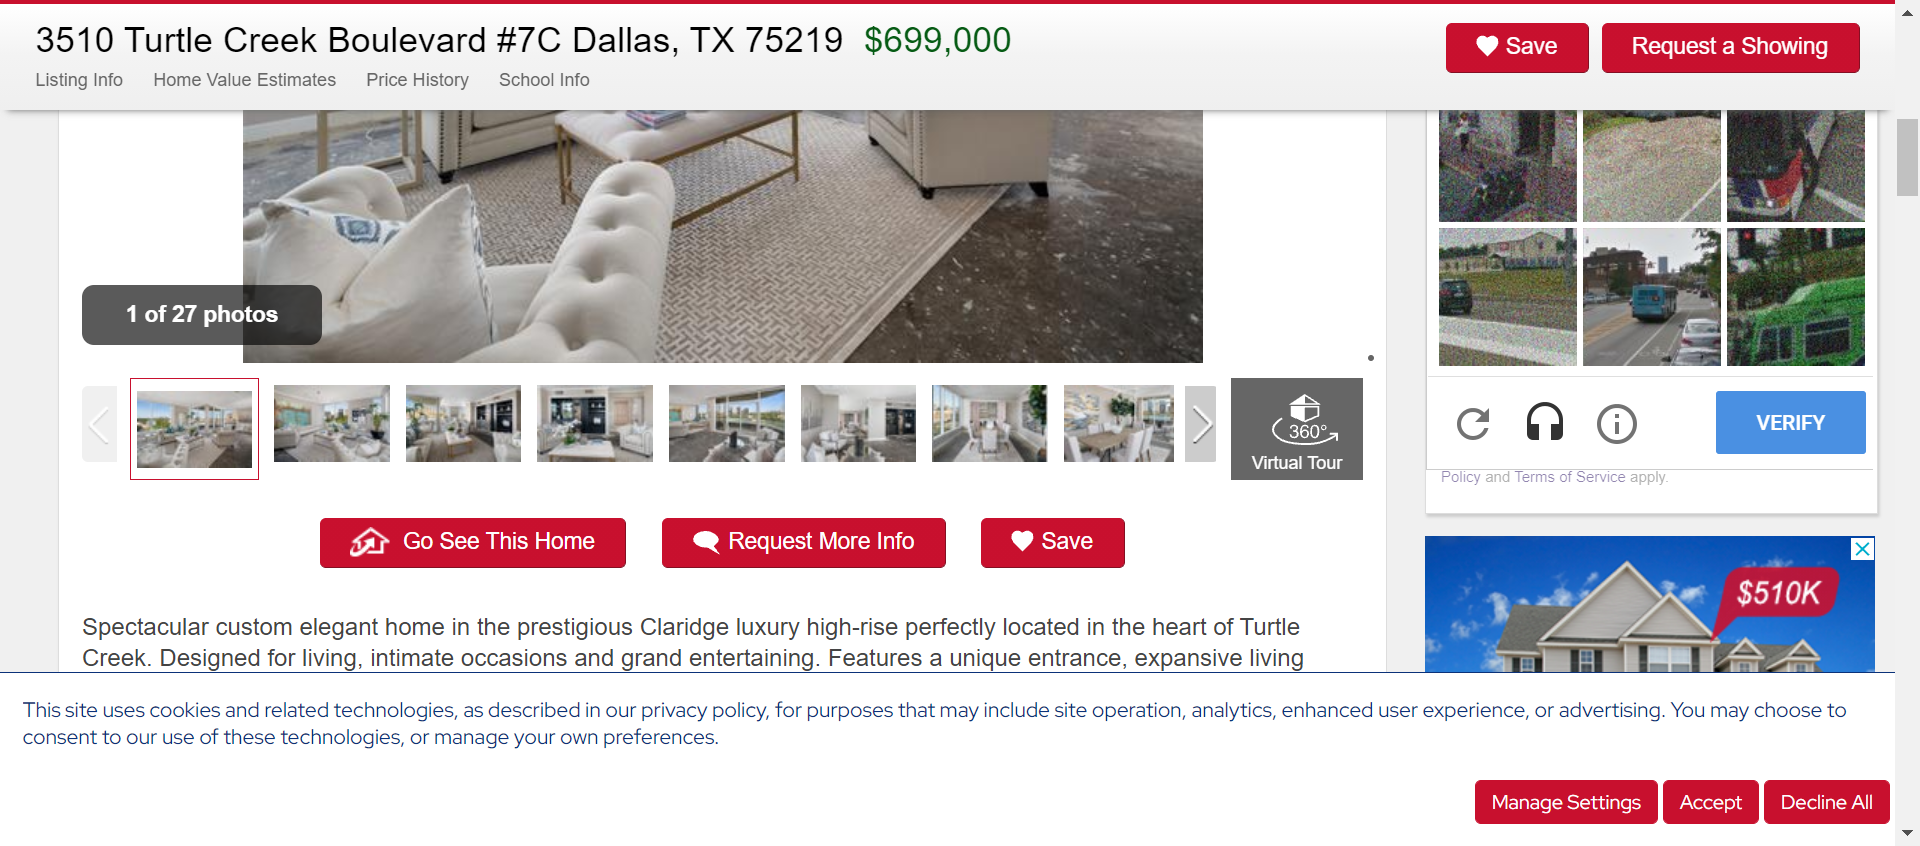 3510 Turtle Creek Boulevard #7C Dallas, TX 75219 $699,000
Listing Info Home Value Estimates Price History School Info
Save
Request a Showing
1 of 27 photos
360°
Virtual Tour
VERIFY
Policy and Terms of Service apply.
Go See This Home
Request More Info
Save
$510K
Spectacular custom elegant home in the prestigious Claridge luxury high-rise perfectly located in the heart of Turtle
Creek. Designed for living, intimate occasions and grand entertaining. Features a unique entrance, expansive living
This site uses cookies and related technologies, as described in our privacy policy, for purposes that may include site operation, analytics, enhanced user experience, or advertising. You may choose to
consent to our use of these technologies, or manage your own preferences.
Manage Settings
Accept
Decline All